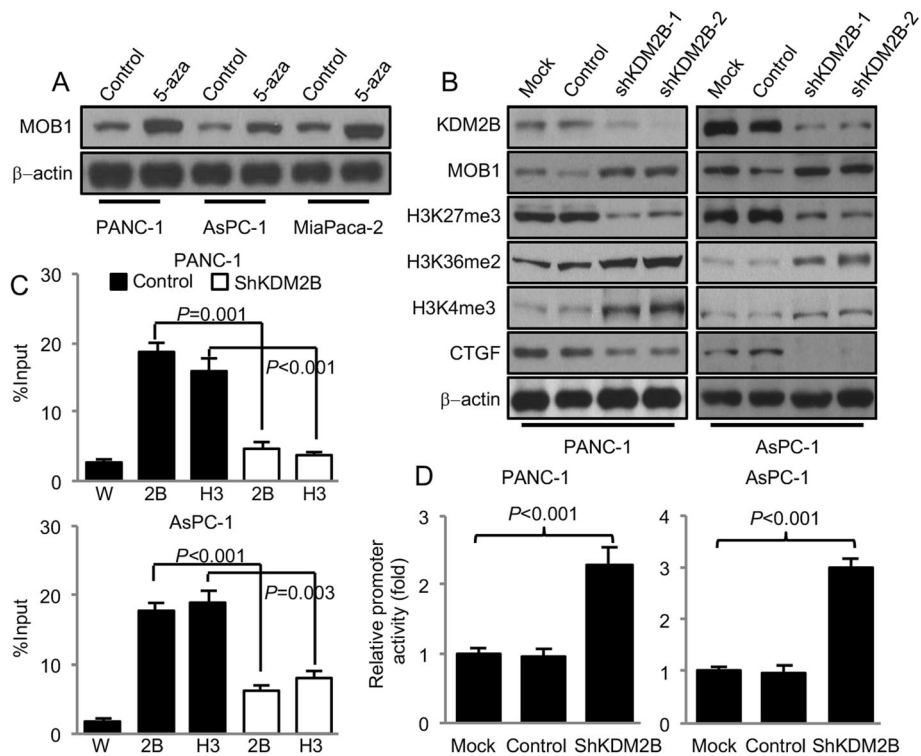 A
Control
5-aza
Control
5-aza
Control
5-aza
MOB1
β–actin
PANC-1 AsPC-1 MiaPaca-2
B
Mock
Control
shKDM2B-1
shKDM2B-2
Mock
Control
shKDM2B-1
shKDM2B-2
KDM2B
MOB1
H3K27me3
H3K36me2
H3K4me3
CTGF
β–actin
PANC-1 AsPC-1
C
PANC-1
Control ShKDM2B
%Input
30
20
10
0
P=0.001
P<0.001
W 2B H3 2B H3
AsPC-1
%Input
30
20
10
0
P<0.001
P=0.003
W 2B H3 2B H3
D
PANC-1
Relative promoter
activity (fold)
3
2
1
0
P<0.001
Mock Control ShKDM2B
AsPC-1
4
3
2
1
0
P<0.001
Mock Control ShKDM2B